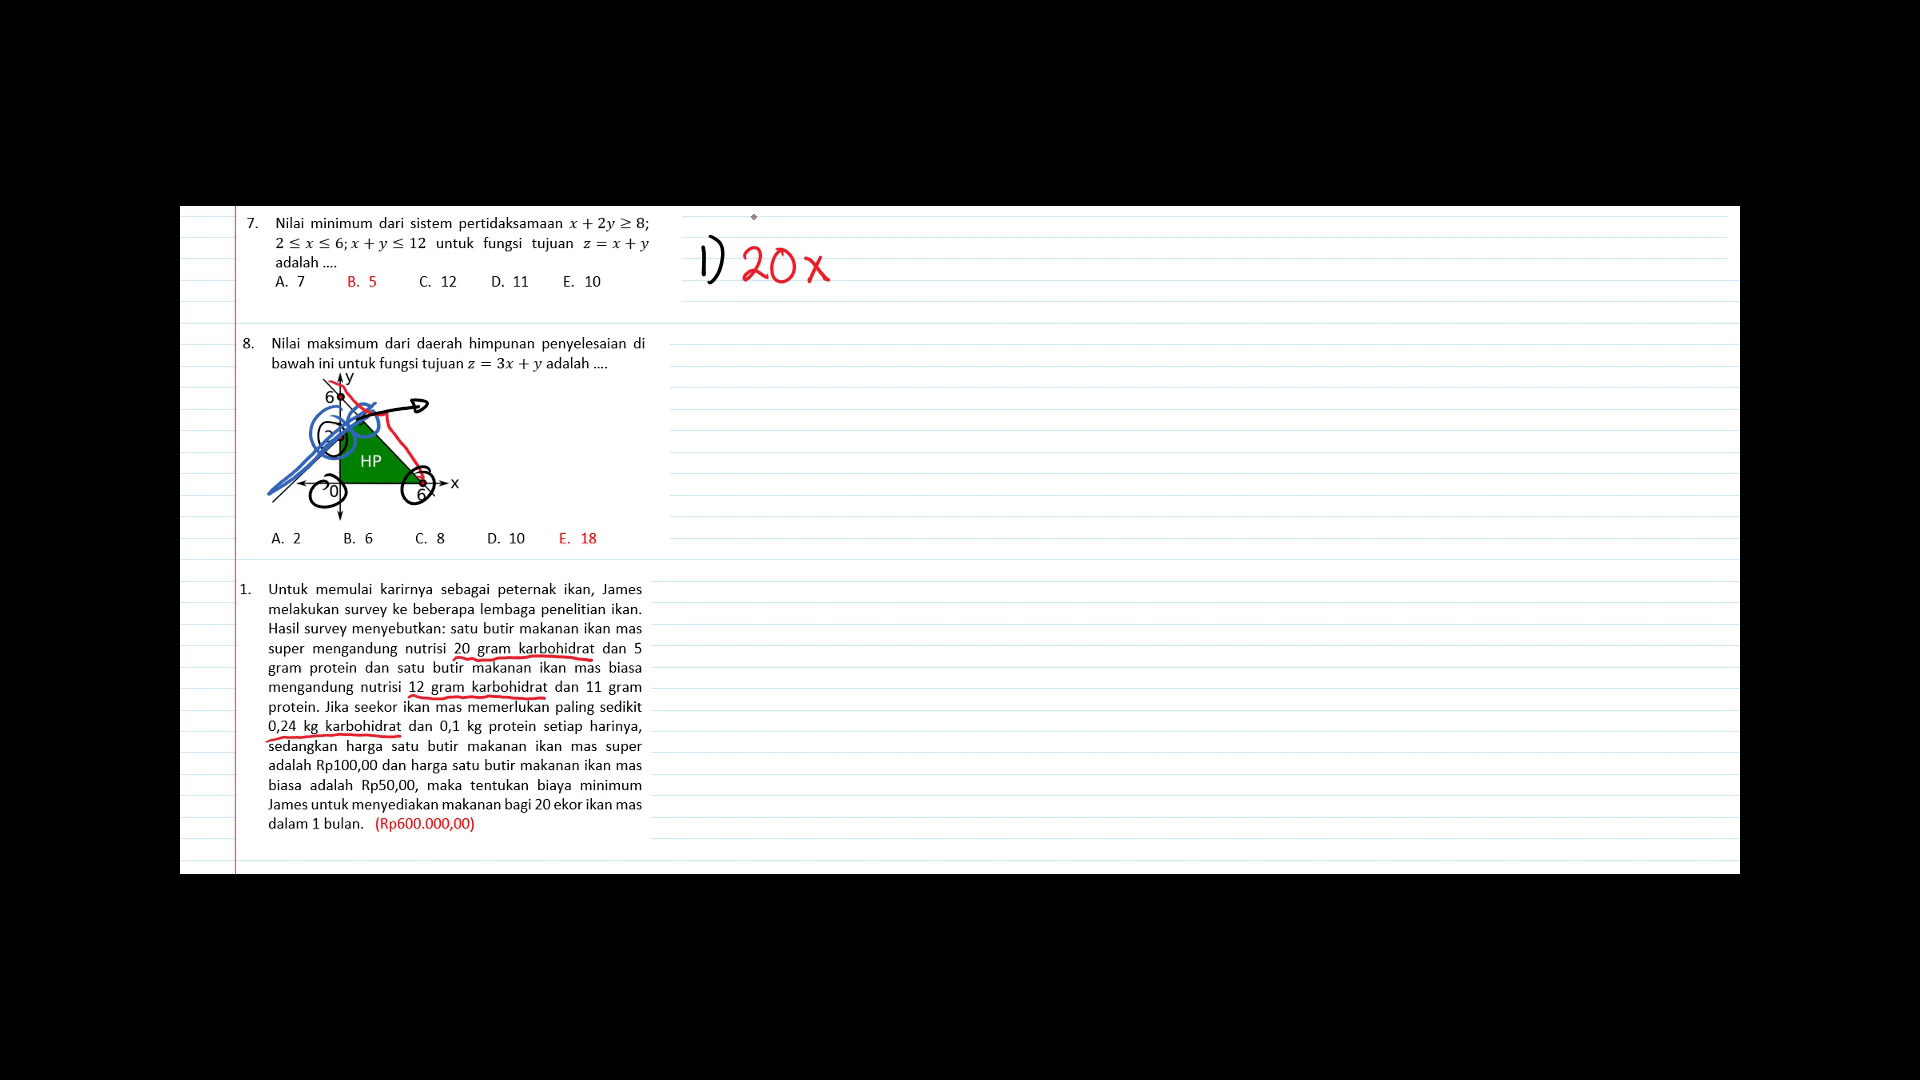 7. Nilai minimum dari sistem pertidaksamaan x + 2y ≥ 8;
2 ≤ x ≤ 6; x + y ≤ 12 untuk fungsi tujuan z = x + y
adalah ....
A. 7 B. 5 C. 12 D. 11 E. 10
8. Nilai maksimum dari daerah himpunan penyelesaian di
bawah ini untuk fungsi tujuan z = 3x + y adalah ....
y
6
HP
0
6
x
A. 2 B. 6 C. 8 D. 10 E. 18
1. Untuk memulai karirnya sebagai peternak ikan, James
melakukan survey ke beberapa lembaga penelitian ikan.
Hasil survey menyebutkan: satu butir makanan ikan mas
super mengandung nutrisi 20 gram karbohidrat dan 5
gram protein dan satu butir makanan ikan mas biasa
mengandung nutrisi 12 gram karbohidrat dan 11 gram
protein. Jika seekor ikan mas memerlukan paling sedikit
0,24 kg karbohidrat dan 0,1 kg protein setiap harinya,
sedangkan harga satu butir makanan ikan mas super
adalah Rp100,00 dan harga satu butir makanan ikan mas
biasa adalah Rp50,00, maka tentukan biaya minimum
James untuk menyediakan makanan bagi 20 ekor ikan mas
dalam 1 bulan. (Rp600.000,00)
1) 20x